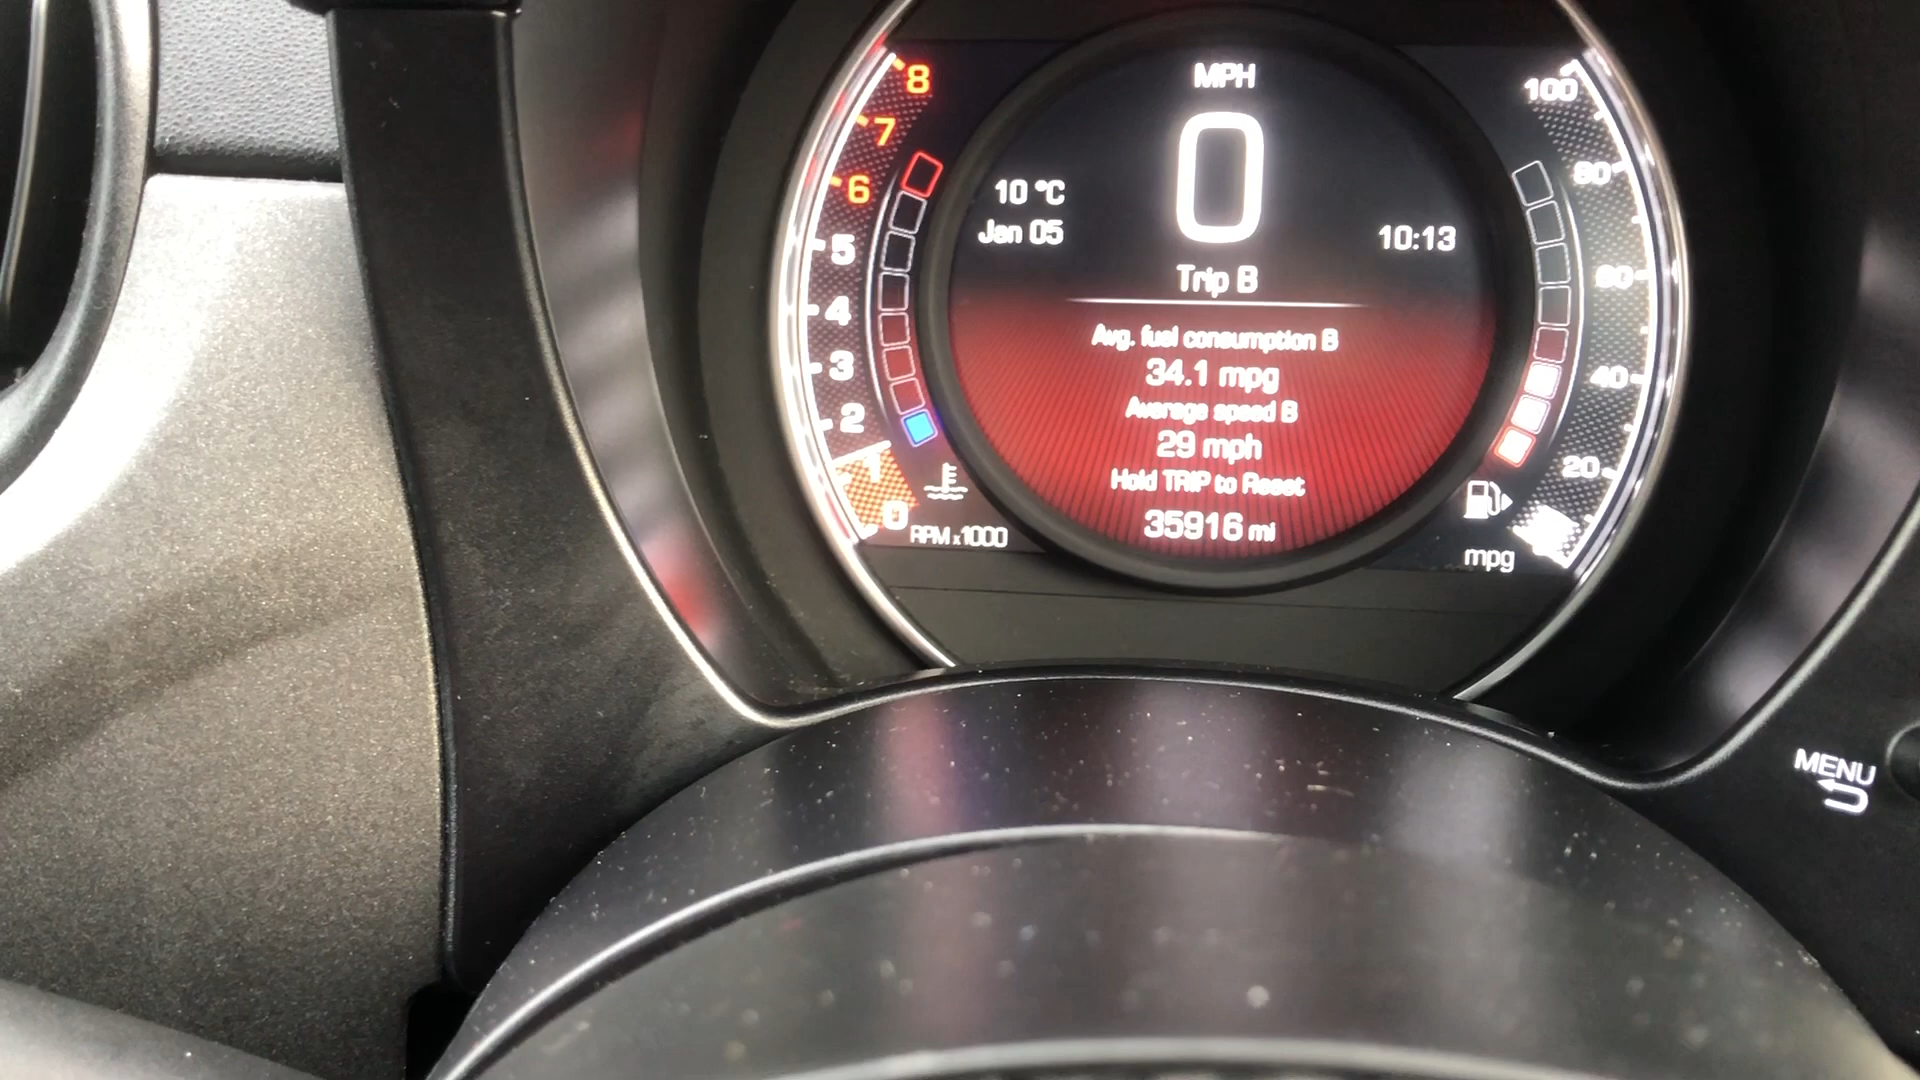 MPH
0
10 °C
Jan 05
10:13
Trip B
Avg. fuel consumption B
34.1 mpg
Average speed B
29 mph
Hold TRIP to Reset
35916 mi
8
7
6
5
4
3
2
1
0
RPM x1000
100
80
60
40
20
mpg
MENU